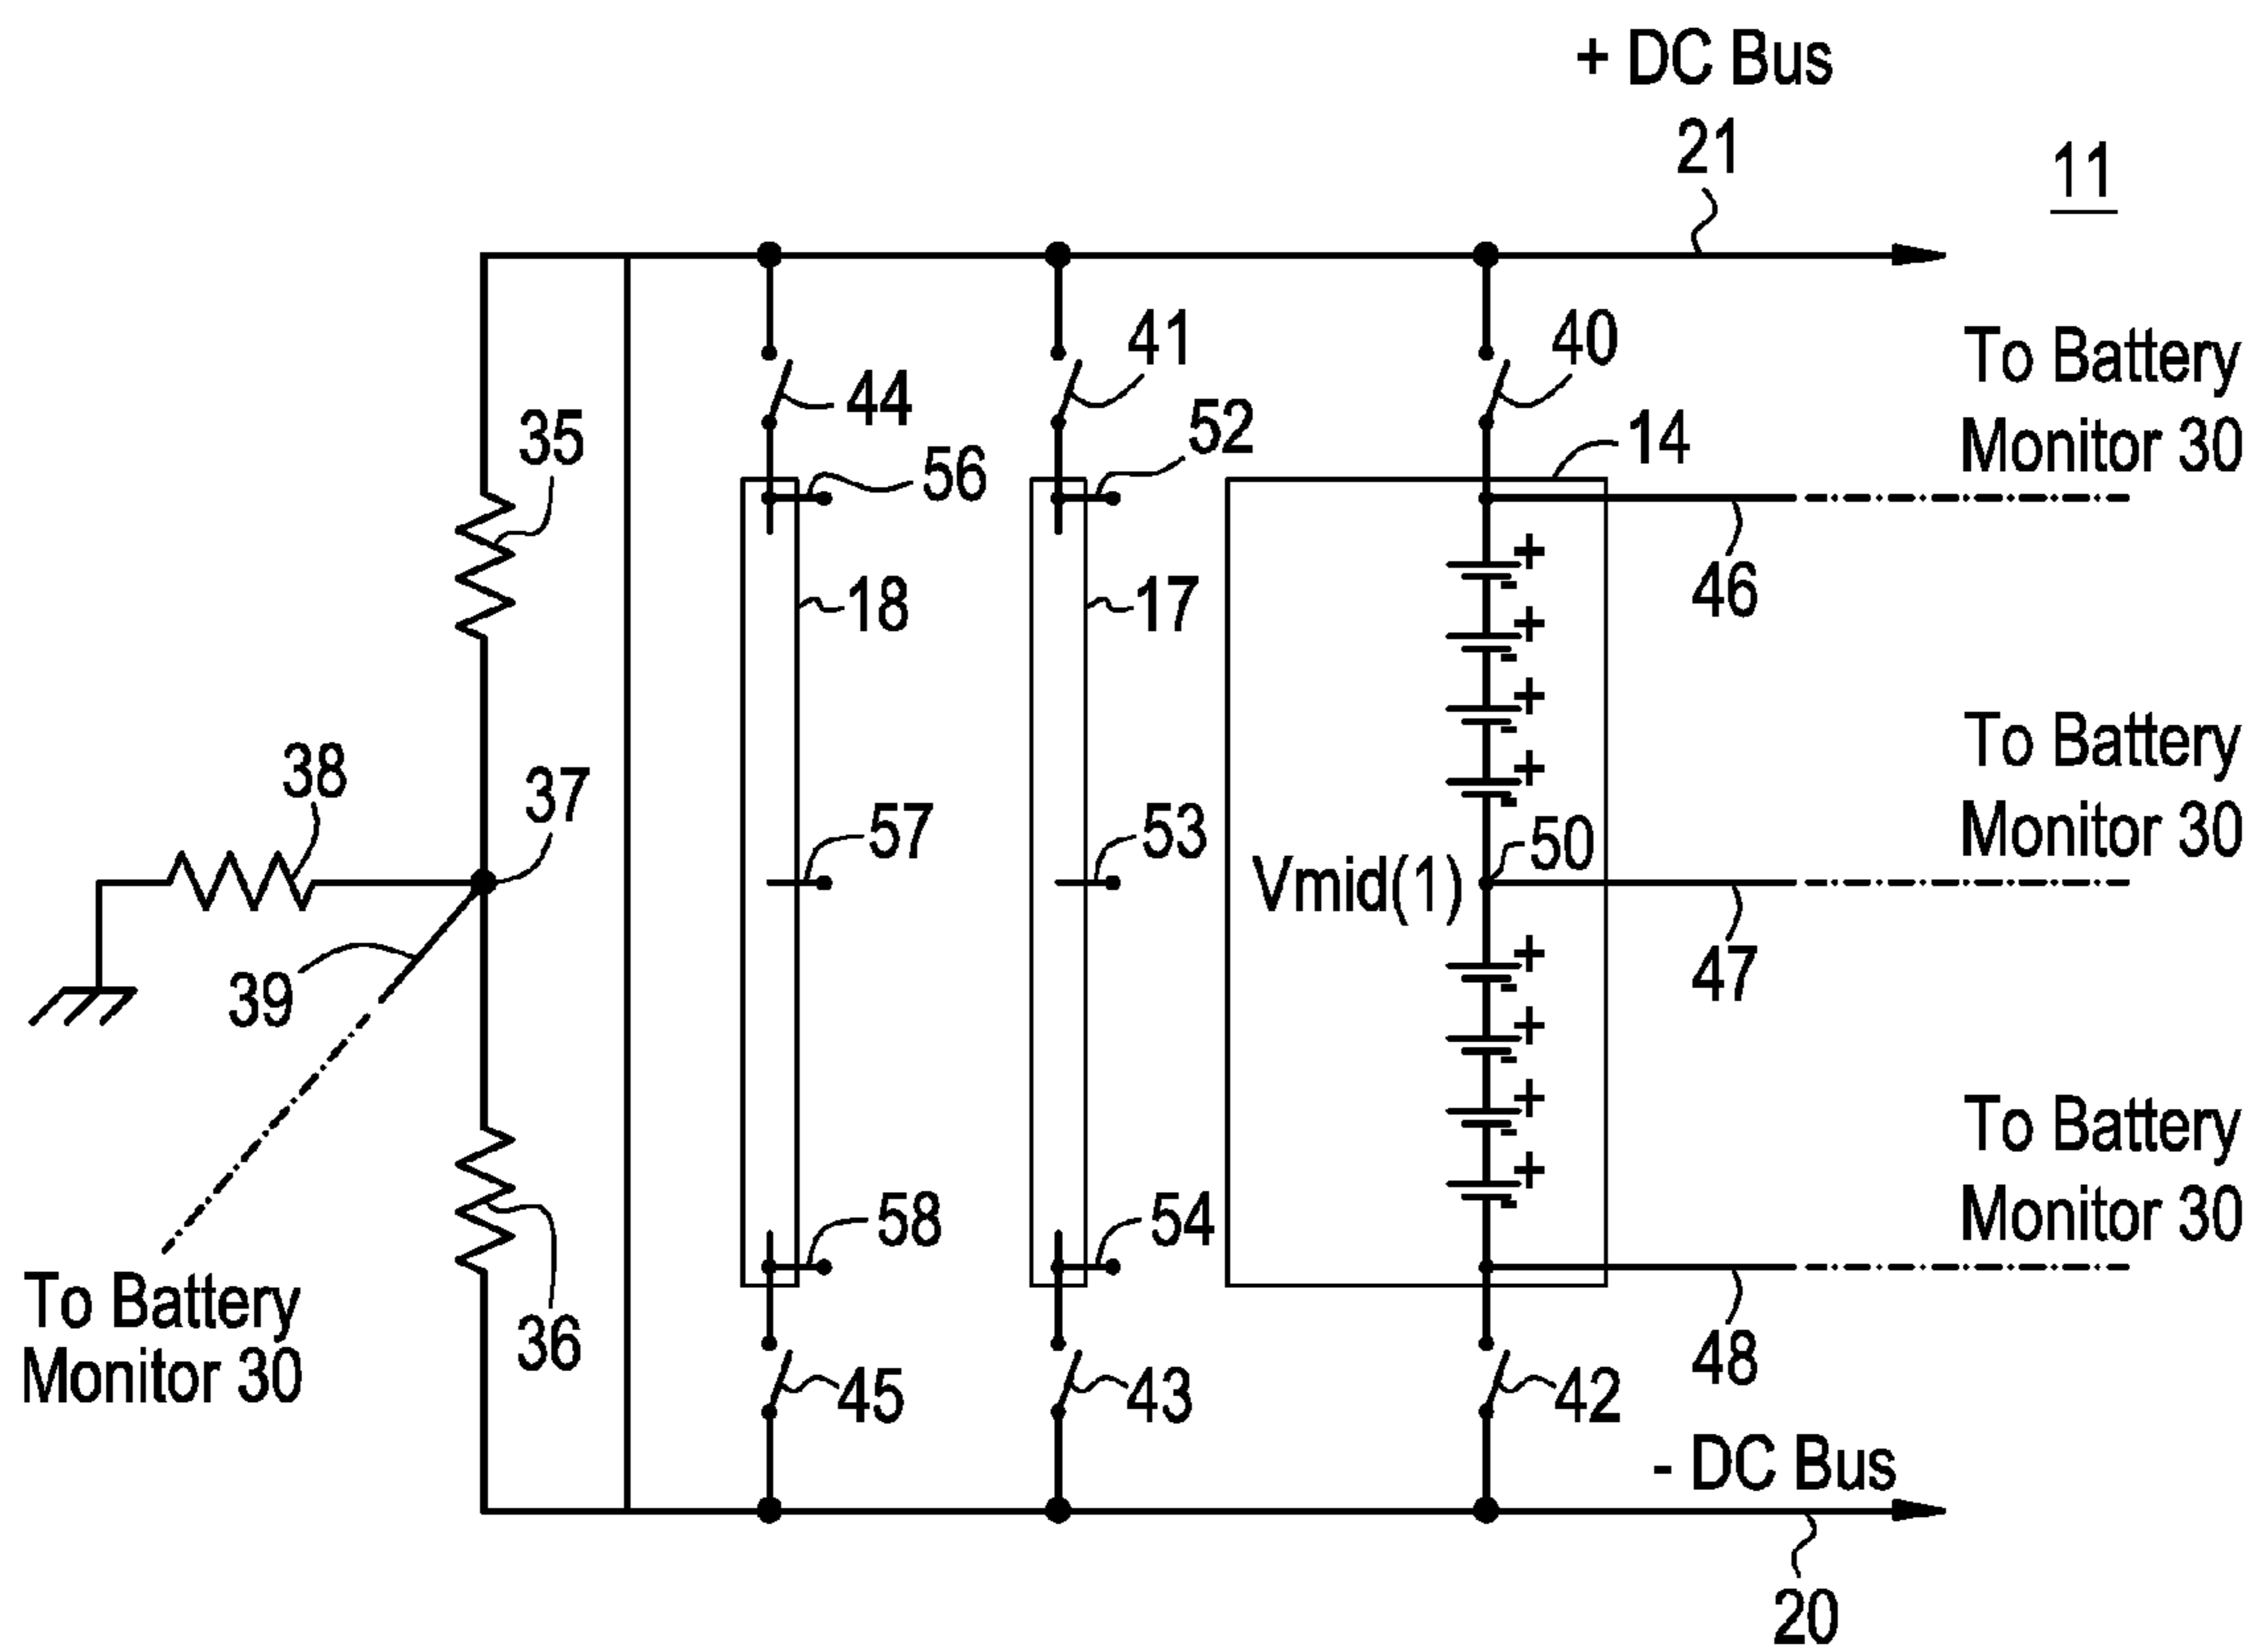 + DC Bus
21
11
44
41
40
To Battery
Monitor 30
35
56
52
14
18
17
46
38
37
57
53
Vmid(1)
50
To Battery
Monitor 30
39
47
58
54
To Battery
Monitor 30
To Battery
Monitor 30
36
45
43
42
48
- DC Bus
20